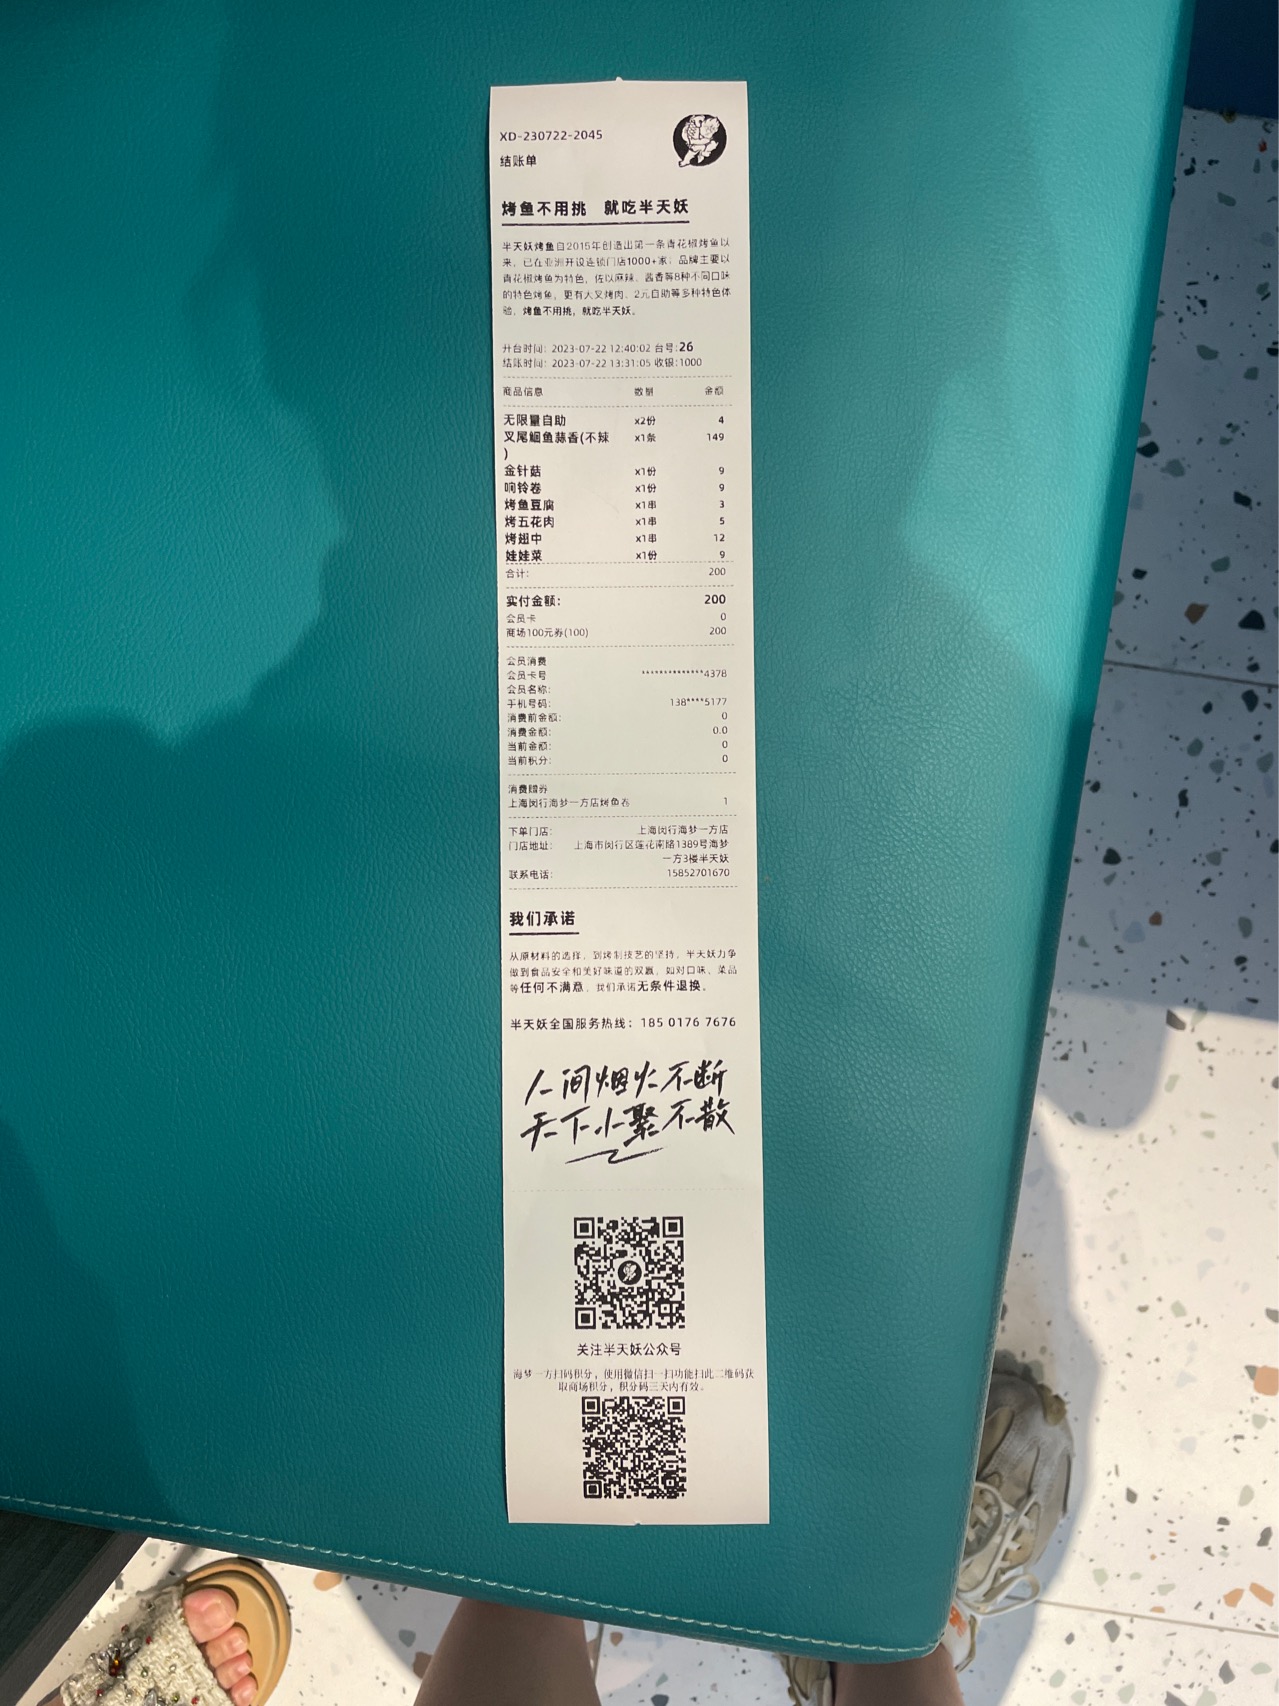 XD-230722-2045
结账单
烤鱼不用挑 就吃半天妖
半天妖烤鱼自2015年创造出第一条青花椒烤鱼以
来，已在亚洲开设连锁门店1000+家；品牌主要以
青花椒烤鱼为特色，佐以麻辣、酱香等8种不同口味
的特色烤鱼，更有大叉烤肉、2元自助等多种特色体
验，烤鱼不用挑，就吃半天妖。
开台时间: 2023-07-22 12:40:02 台号:26
结账时间: 2023-07-22 13:31:05 收银:1000
商品信息 数量 金额
无限量自助 x2份 4
叉尾鮰鱼蒜香(不辣 x1条 149
)
金针菇 x1份 9
响铃卷 x1份 9
烤鱼豆腐 x1串 3
烤五花肉 x1串 5
烤翅中 x1串 12
娃娃菜 x1份 9
合计: 200
实付金额: 200
会员卡 0
商场100元券(100) 200
会员消费
会员卡号 ***************4378
会员名称:
手机号码: 138****5177
消费前金额: 0
消费金额: 0.0
当前金额: 0
当前积分: 0
消费赠券
上海闵行海梦一方店烤鱼卷 1
下单门店: 上海闵行海梦一方店
门店地址: 上海市闵行区莲花南路1389号海梦
一方3楼半天妖
联系电话: 15852701670
我们承诺
从原材料的选择，到烤制技艺的坚持，半天妖力争
做到食品安全和美好味道的双赢，如对口味、菜品
等任何不满意，我们承诺无条件退换。
半天妖全国服务热线：185 0176 7676
人间烟火不断
天下小聚不散
关注半天妖公众号
海梦一方扫码积分，使用微信扫一扫功能扫此二维码获
取商场积分，积分码三天内有效。